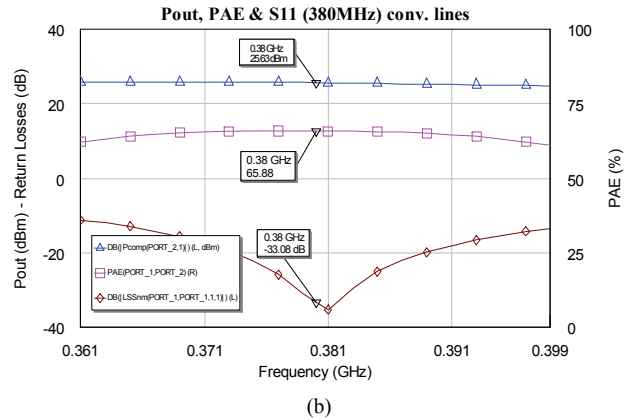 Pout, PAE & S11 (380MHz) conv. lines
40
20
0
-20
-40
Pout (dBm) - Return Losses (dB)
100
75
50
25
0
PAE (%)
0.38 GHz
25.63 dBm
0.38 GHz
65.88
0.38 GHz
-33.08 dB
DB(|Pcomp(PORT_2,1)|) (L, dBm)
PAE(PORT_1,PORT_2) (R)
DB(|LSSnm(PORT_1,PORT_1,1,1)|) (L)
0.361
0.371
0.381
0.391
0.399
Frequency (GHz)
(b)